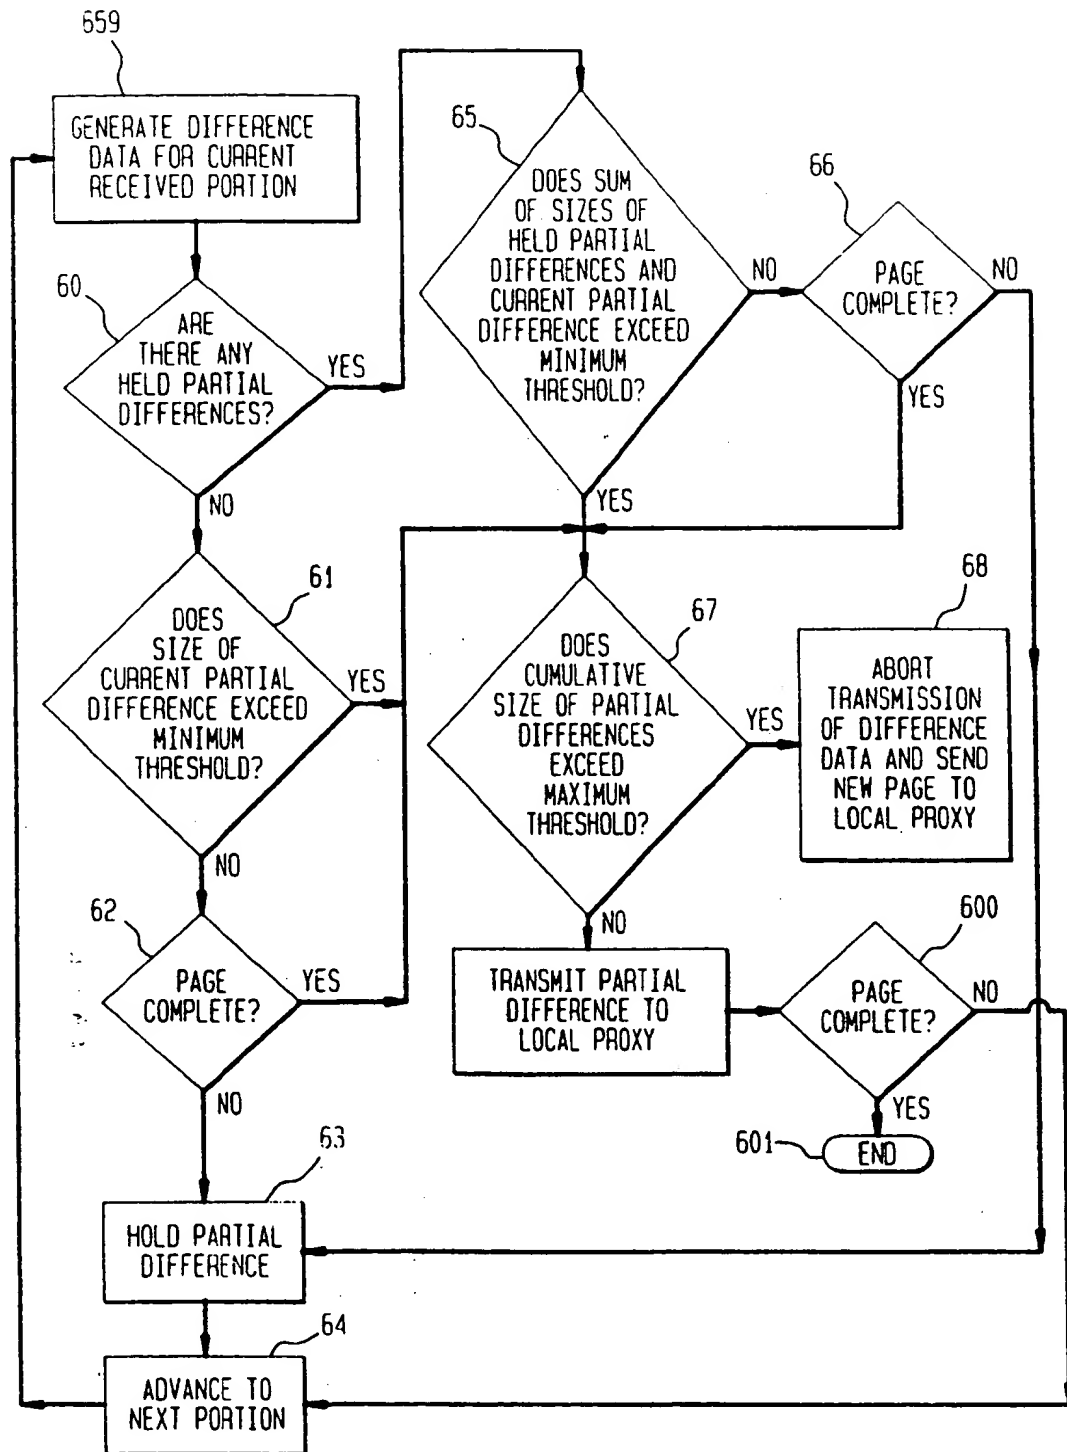 659
GENERATE DIFFERENCE
DATA FOR CURRENT
RECEIVED PORTION
60
ARE
THERE ANY
HELD PARTIAL
DIFFERENCES?
YES
NO
61
DOES
SIZE OF
CURRENT PARTIAL
DIFFERENCE EXCEED
MINIMUM
THRESHOLD?
YES
NO
62
PAGE
COMPLETE?
YES
NO
63
HOLD PARTIAL
DIFFERENCE
64
ADVANCE TO
NEXT PORTION
65
DOES SUM
OF SIZES OF
HELD PARTIAL
DIFFERENCES AND
CURRENT PARTIAL
DIFFERENCE EXCEED
MINIMUM
THRESHOLD?
NO
YES
66
PAGE
COMPLETE?
NO
YES
67
DOES
CUMULATIVE
SIZE OF PARTIAL
DIFFERENCES
EXCEED
MAXIMUM
THRESHOLD?
YES
NO
68
ABORT
TRANSMISSION
OF DIFFERENCE
DATA AND SEND
NEW PAGE TO
LOCAL PROXY
TRANSMIT PARTIAL
DIFFERENCE TO
LOCAL PROXY
600
PAGE
COMPLETE?
NO
YES
601
END